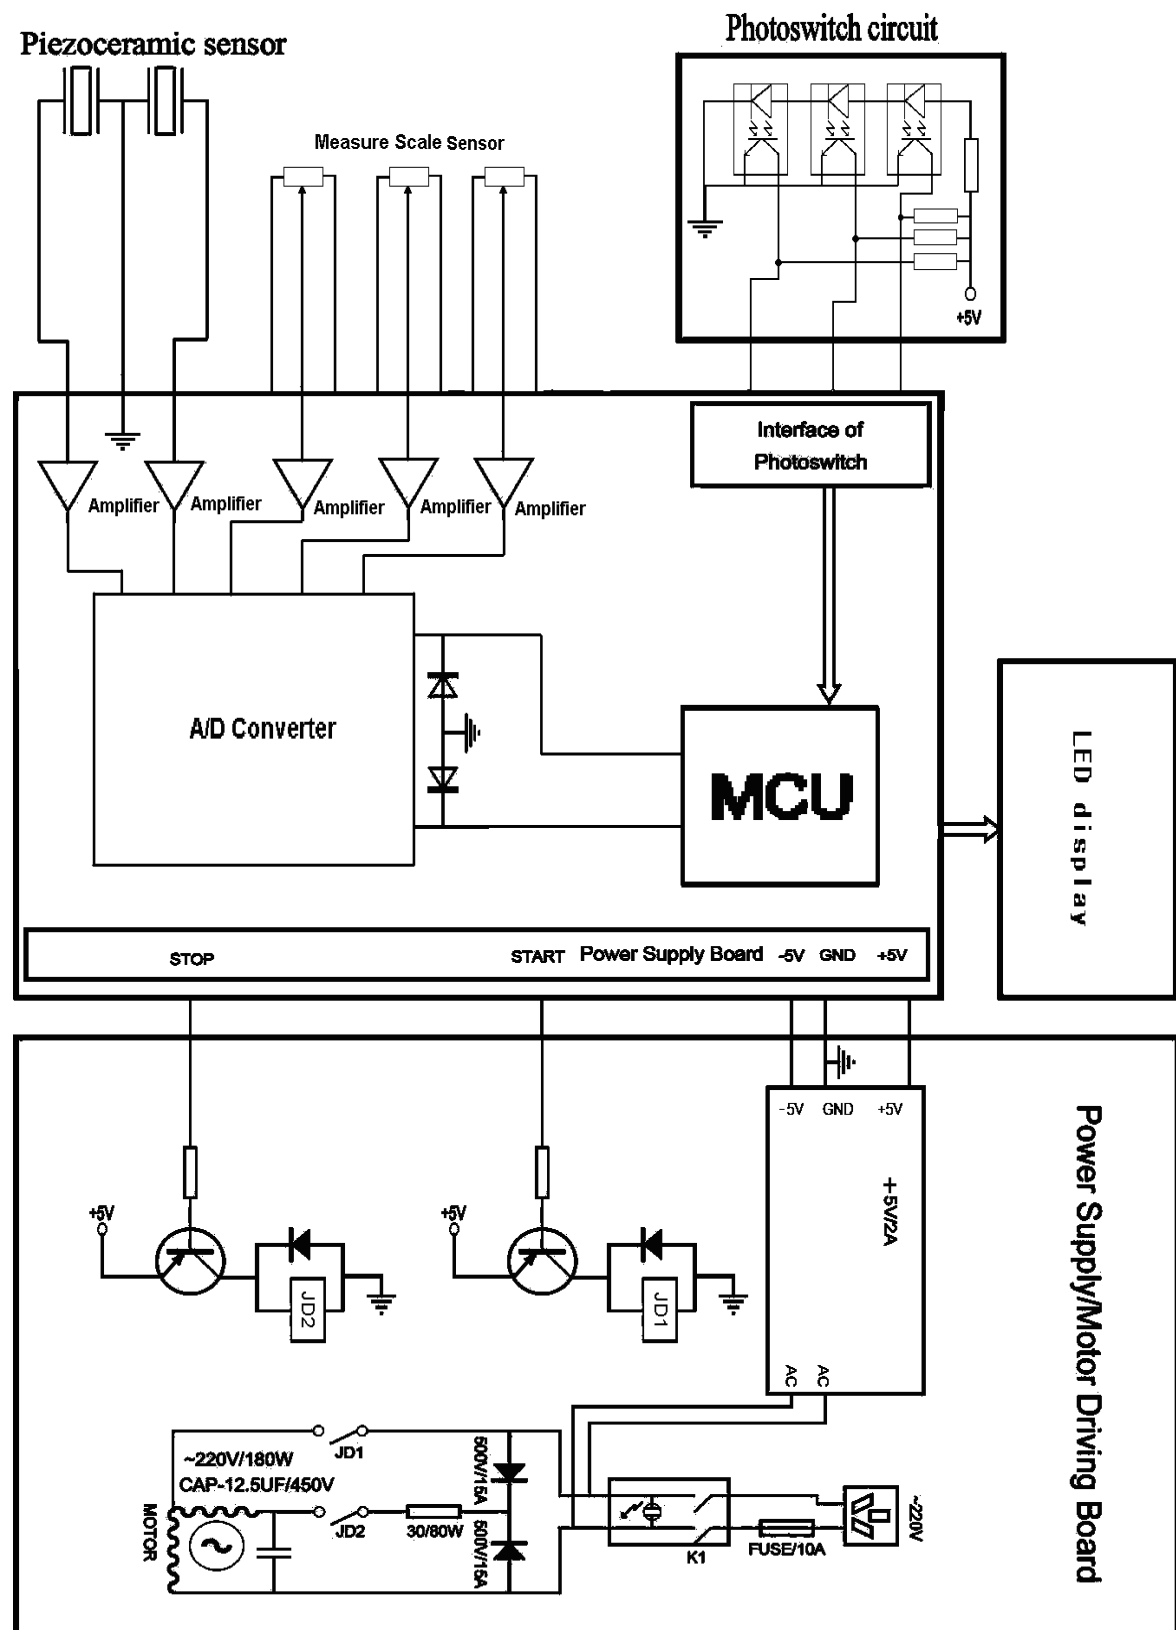 Photoswitch circuit
Piezoceramic sensor
Measure Scale Sensor
+5V
Interface of
Photoswitch
Amplifier
Amplifier
Amplifier
Amplifier
Amplifier
A/D Converter
MCU
LED display
STOP
START
Power Supply Board
-5V
GND
+5V
-5V
GND
+5V
+5V/2A
AC
AC
Power Supply/Motor Driving Board
+5V
JD2
+5V
JD1
~220V/180W
CAP-12.5UF/450V
MOTOR
~
JD1
JD2
30/80W
500V/15A
500V/15A
K1
FUSE/10A
~220V